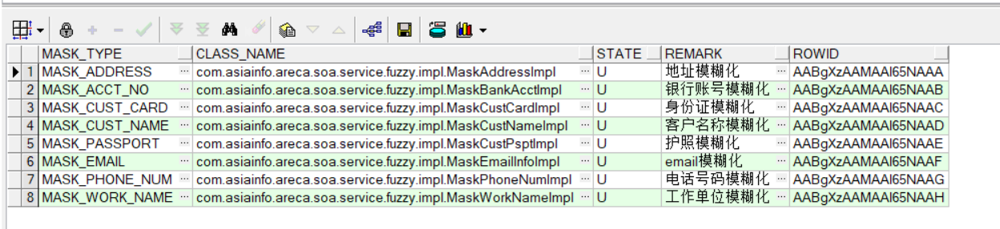 MASK_TYPE CLASS_NAME STATE REMARK ROWID
1 MASK_ADDRESS ... com.asiainfo.areca.soa.service.fuzzy.impl.MaskAddressImpl ... U 地址模糊化 ... AABgXzAAMAAI65NAAA
2 MASK_ACCT_NO ... com.asiainfo.areca.soa.service.fuzzy.impl.MaskBankAcctImpl ... U 银行账号模糊化 ... AABgXzAAMAAI65NAAB
3 MASK_CUST_CARD ... com.asiainfo.areca.soa.service.fuzzy.impl.MaskCustCardImpl ... U 身份证模糊化 ... AABgXzAAMAAI65NAAC
4 MASK_CUST_NAME ... com.asiainfo.areca.soa.service.fuzzy.impl.MaskCustNameImpl ... U 客户名称模糊化 ... AABgXzAAMAAI65NAAD
5 MASK_PASSPORT ... com.asiainfo.areca.soa.service.fuzzy.impl.MaskCustPsptImpl ... U 护照模糊化 ... AABgXzAAMAAI65NAAE
6 MASK_EMAIL ... com.asiainfo.areca.soa.service.fuzzy.impl.MaskEmailInfoImpl ... U email模糊化 ... AABgXzAAMAAI65NAAF
7 MASK_PHONE_NUM ... com.asiainfo.areca.soa.service.fuzzy.impl.MaskPhoneNumImpl ... U 电话号码模糊化 ... AABgXzAAMAAI65NAAG
8 MASK_WORK_NAME ... com.asiainfo.areca.soa.service.fuzzy.impl.MaskWorkNameImpl ... U 工作单位模糊化 ... AABgXzAAMAAI65NAAH